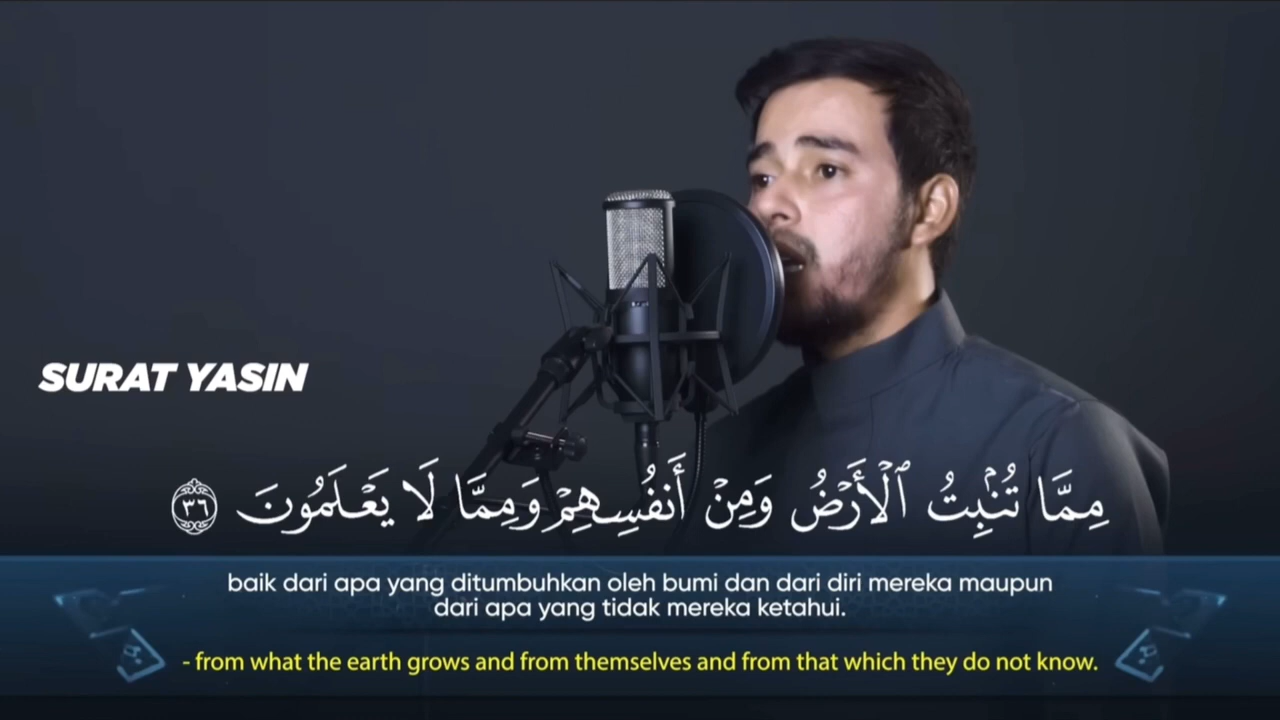 SURAT YASIN
مِمَّا تُنۢبِتُ ٱلْأَرْضُ وَمِنْ أَنفُسِهِمْ وَمِمَّا لَا يَعْلَمُونَ ٣٦
baik dari apa yang ditumbuhkan oleh bumi dan dari diri mereka maupun
dari apa yang tidak mereka ketahui.
- from what the earth grows and from themselves and from that which they do not know.